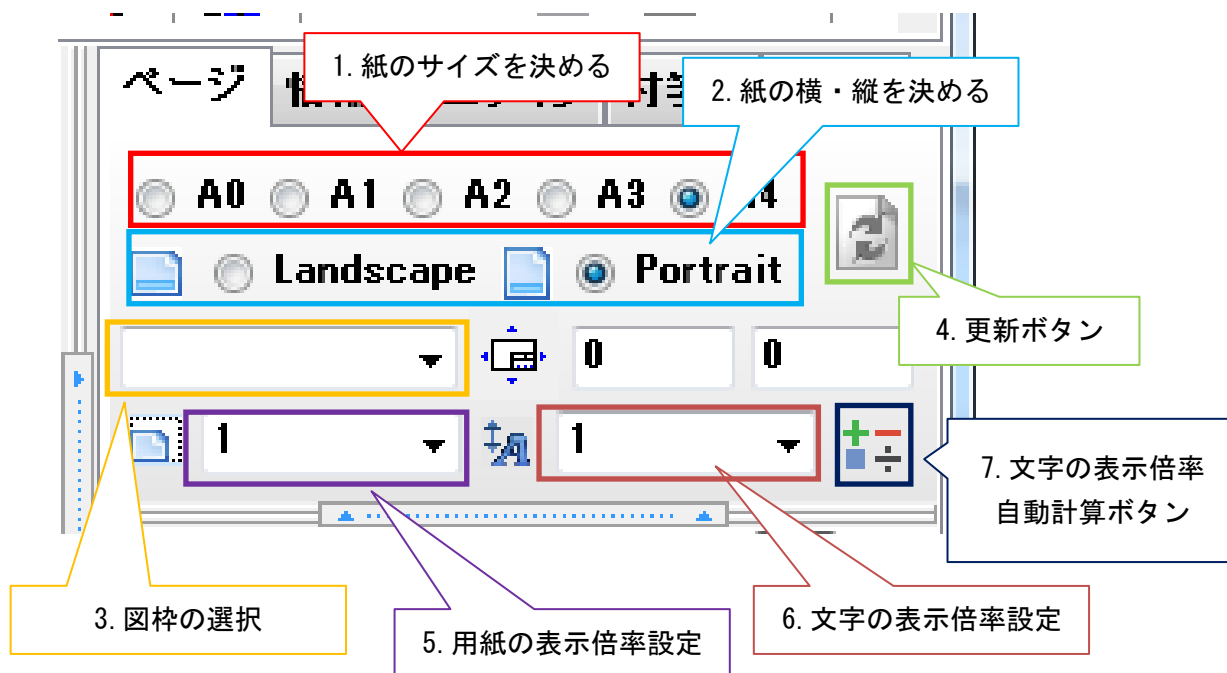 1. 紙のサイズを決める
ページ
2. 紙の横・縦を決める
A0 A1 A2 A3
Landscape Portrait
4. 更新ボタン
0 0
1 1
7. 文字の表示倍率
自動計算ボタン
3. 図枠の選択
5. 用紙の表示倍率設定
6. 文字の表示倍率設定